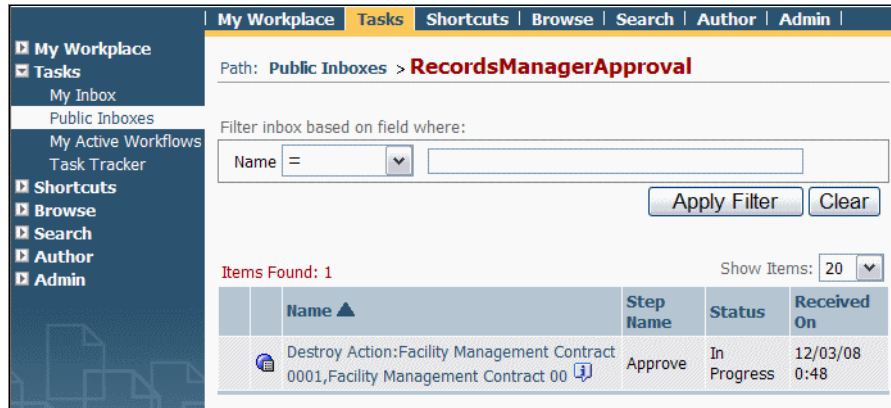 My Workplace | Tasks | Shortcuts | Browse | Search | Author | Admin |
My Workplace
Tasks
My Inbox
Public Inboxes
My Active Workflows
Task Tracker
Shortcuts
Browse
Search
Author
Admin
Path: Public Inboxes > RecordsManagerApproval
Filter inbox based on field where:
Name =
Apply Filter Clear
Items Found: 1 Show Items: 20
Name Step Name Status Received On
Destroy Action:Facility Management Contract
0001,Facility Management Contract 00
Approve
In Progress
12/03/08
0:48